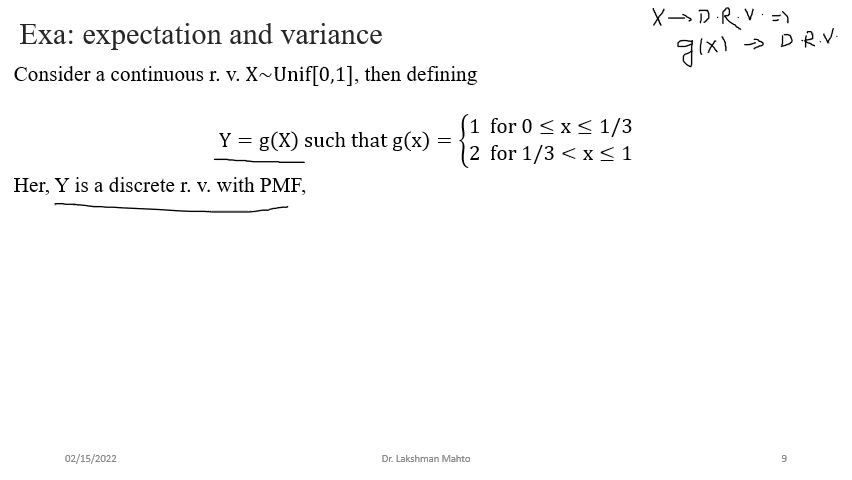 Exa: expectation and variance
X → D.R.V. ⇒
g(x) → D.R.V.
Consider a continuous r. v. X~Unif[0,1], then defining
Y = g(X) such that g(x) = {1 for 0 ≤ x ≤ 1/3
2 for 1/3 < x ≤ 1
Her, Y is a discrete r. v. with PMF,
02/15/2022
Dr. Lakshman Mahto
9